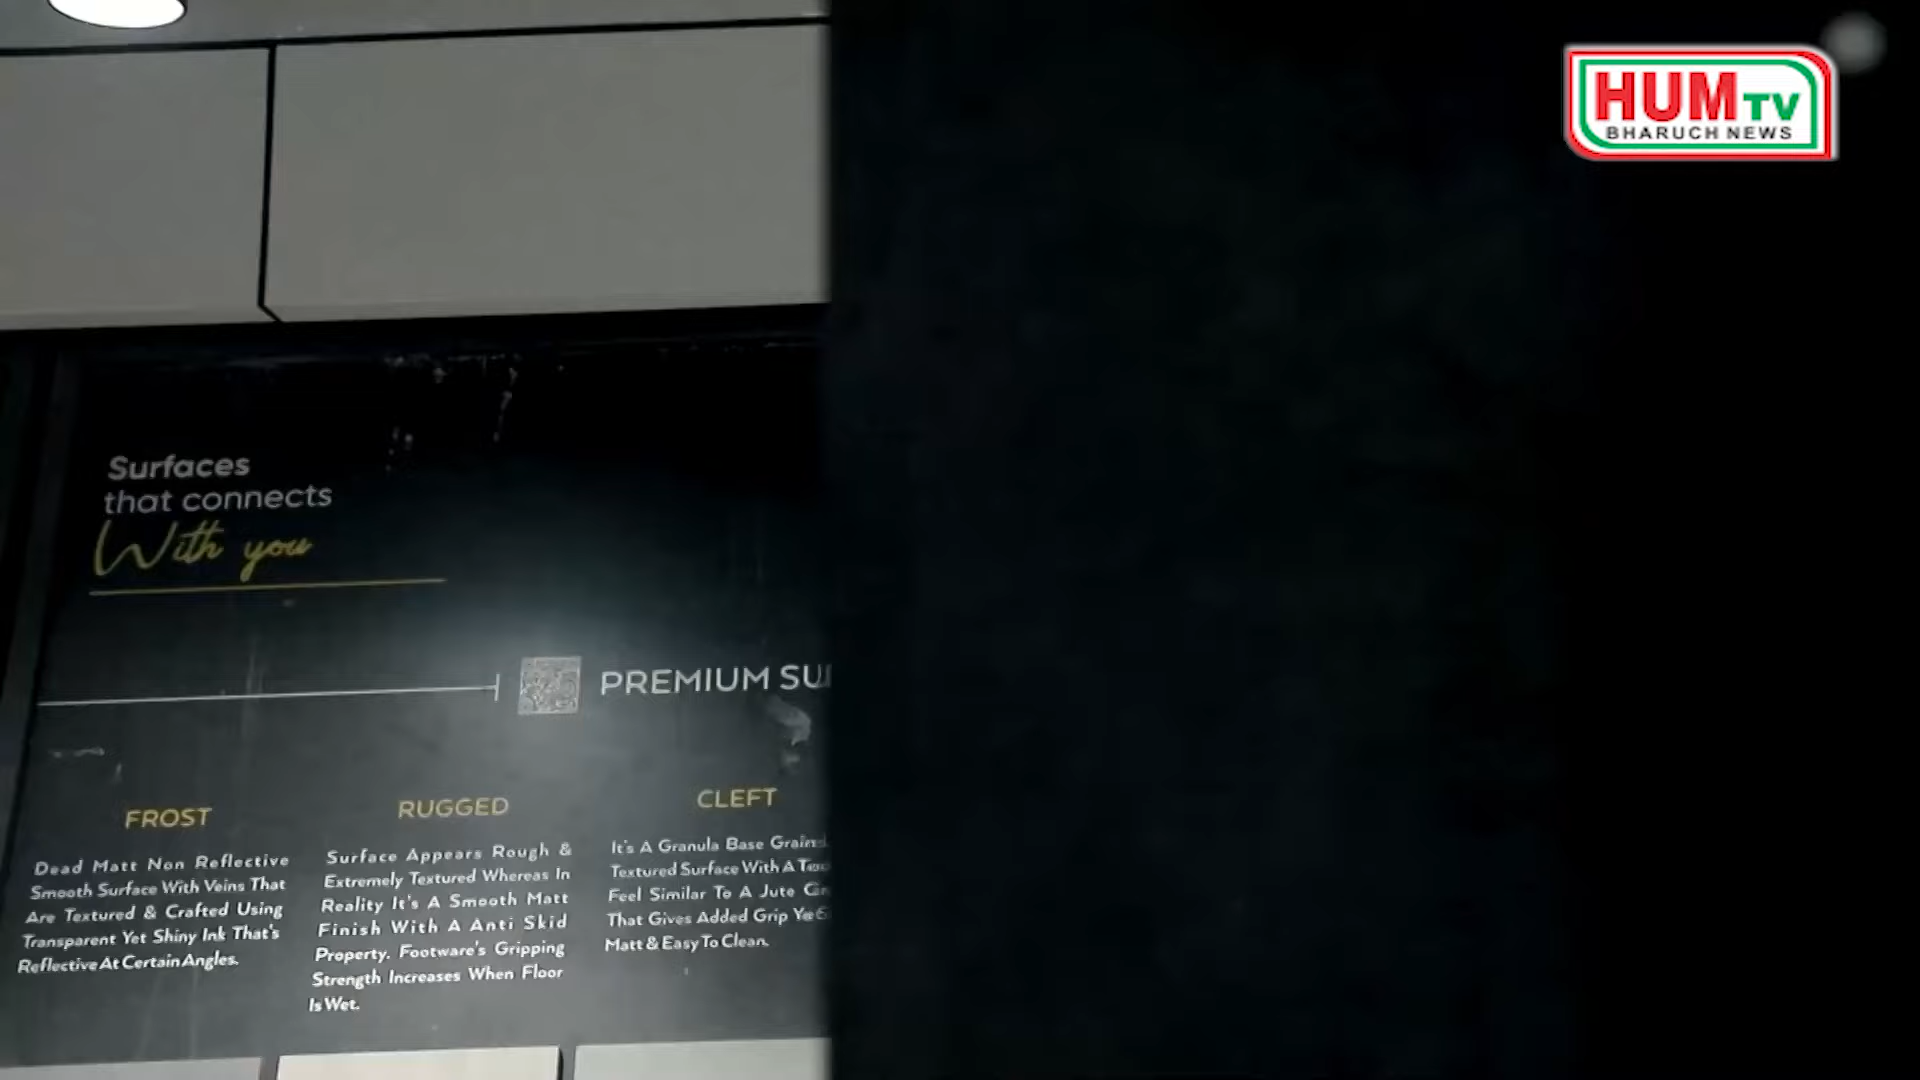 HUM TV
BHARUCH NEWS
Surfaces
that connects
With you
PREMIUM
FROST
Dead Matt Non Reflective
Smooth Surface With Veins That
Are Textured & Crafted Using
Transparent Yet Shiny Ink That's
Reflective At Certain Angles.
RUGGED
Surface Appears Rough &
Extremely Textured Whereas In
Reality It's A Smooth Matt
Finish With A Anti Skid
Property. Footware's Gripping
Strength Increases When Floor
Is Wet.
CLEFT
It's A Granula Base
Textured Surface With A
Feel Similar To A Jute
That Gives Added Grip
Matt & Easy To Clean.